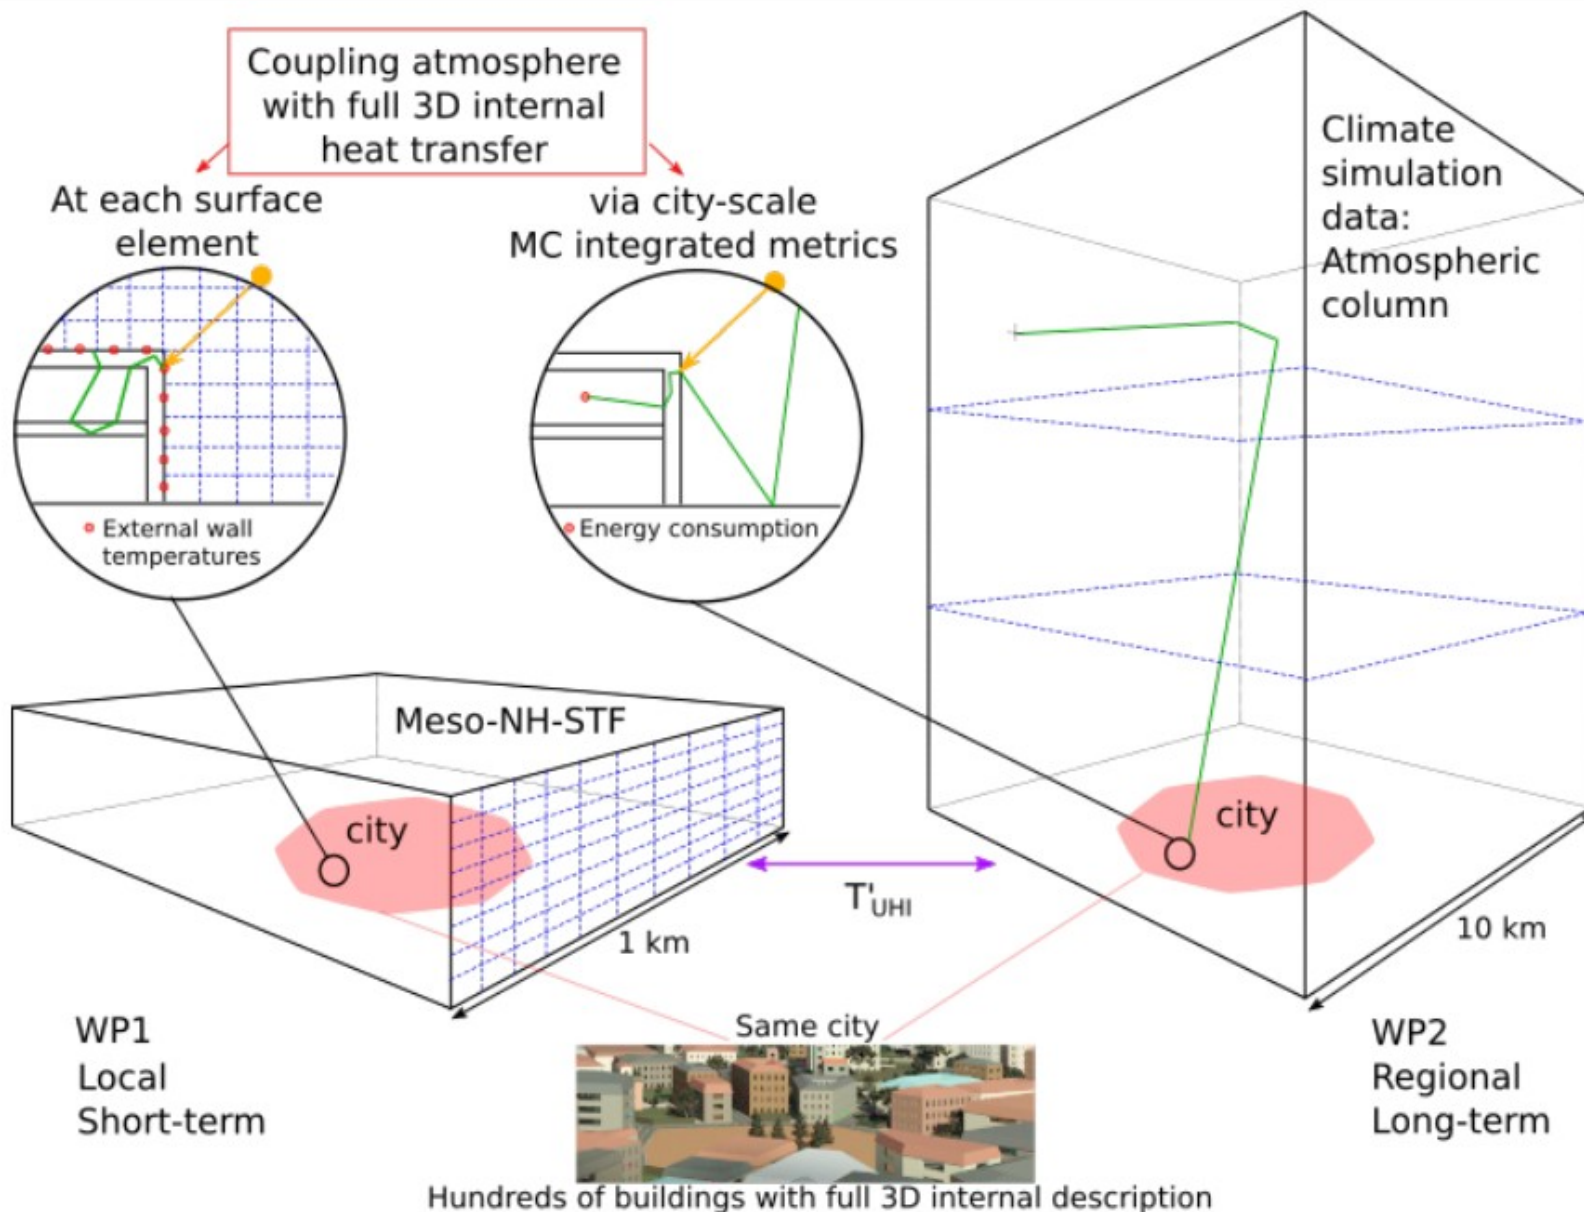 Coupling atmosphere
with full 3D internal
heat transfer
At each surface
element
via city-scale
MC integrated metrics
Climate
simulation
data:
Atmospheric
column
External wall
temperatures
Energy consumption
Meso-NH-STF
city
city
T'UHI
1 km
10 km
WP1
Local
Short-term
Same city
WP2
Regional
Long-term
Hundreds of buildings with full 3D internal description